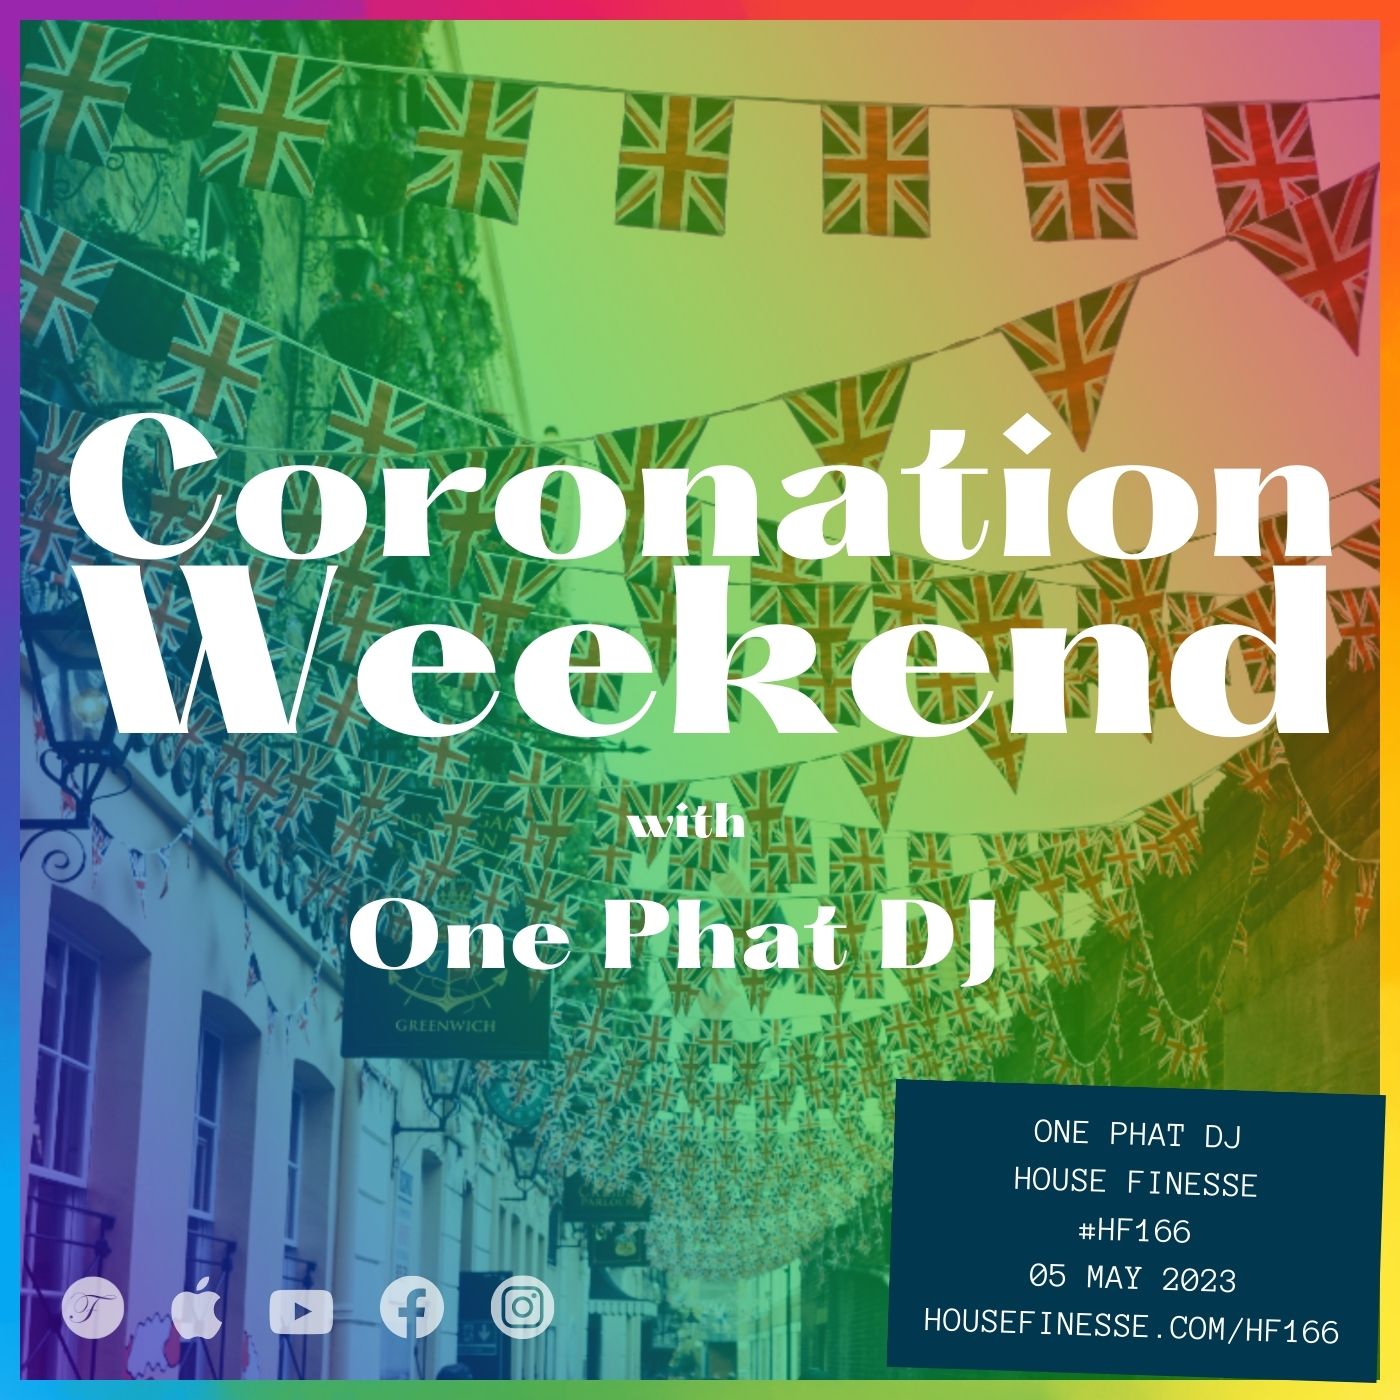 Coronation
Weekend
with
One Phat DJ
GREENWICH
ONE PHAT DJ
HOUSE FINESSE
#HF166
05 MAY 2023
HOUSEFINESSE.COM/HF166